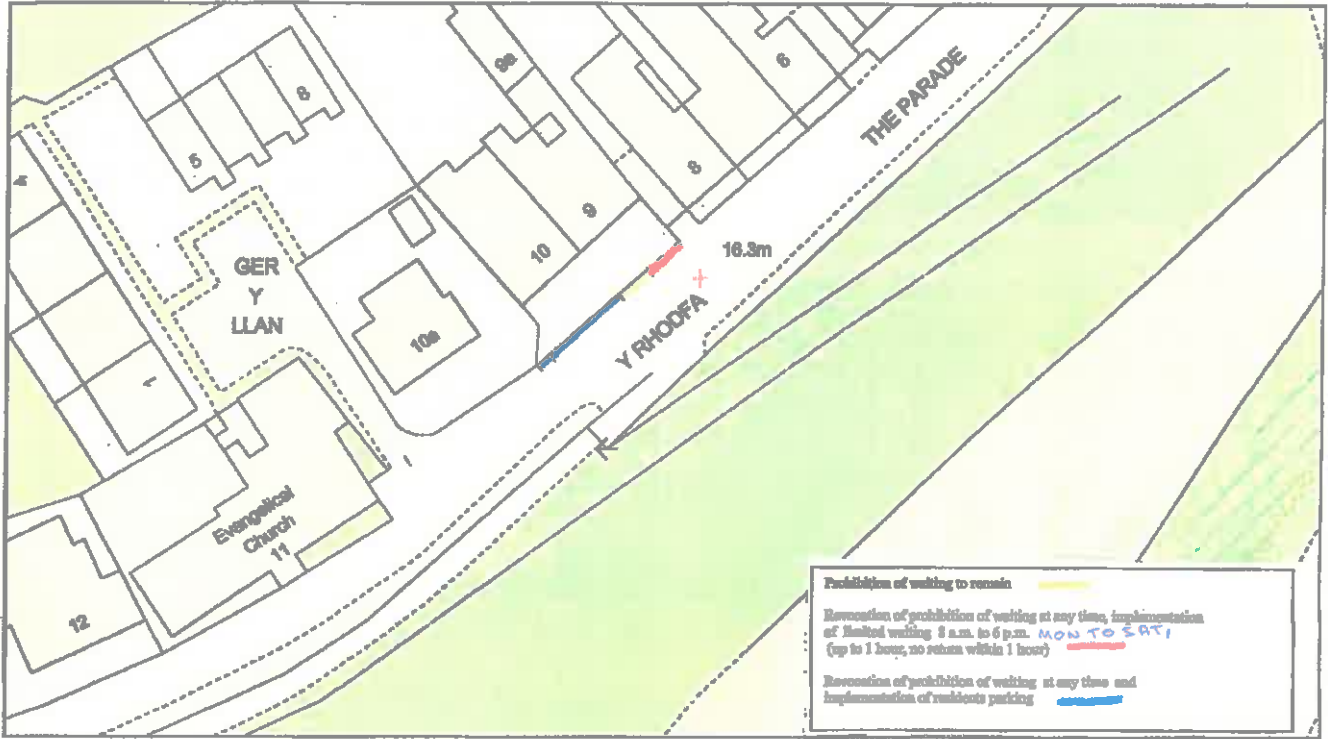 9a
6
8
THE PARADE
5
8
4
9
10
16.3m
GER
Y
LLAN
10a
Y RHODFA
1
Evangelical
Church
11
12
Prohibition of waiting to remain
Revocation of prohibition of waiting at any time, implementation
of limited waiting 8 a.m. to 6 p.m. MON TO SAT
(up to 1 hour, no return within 1 hour)
Revocation of prohibition of waiting at any time and
implementation of residents parking